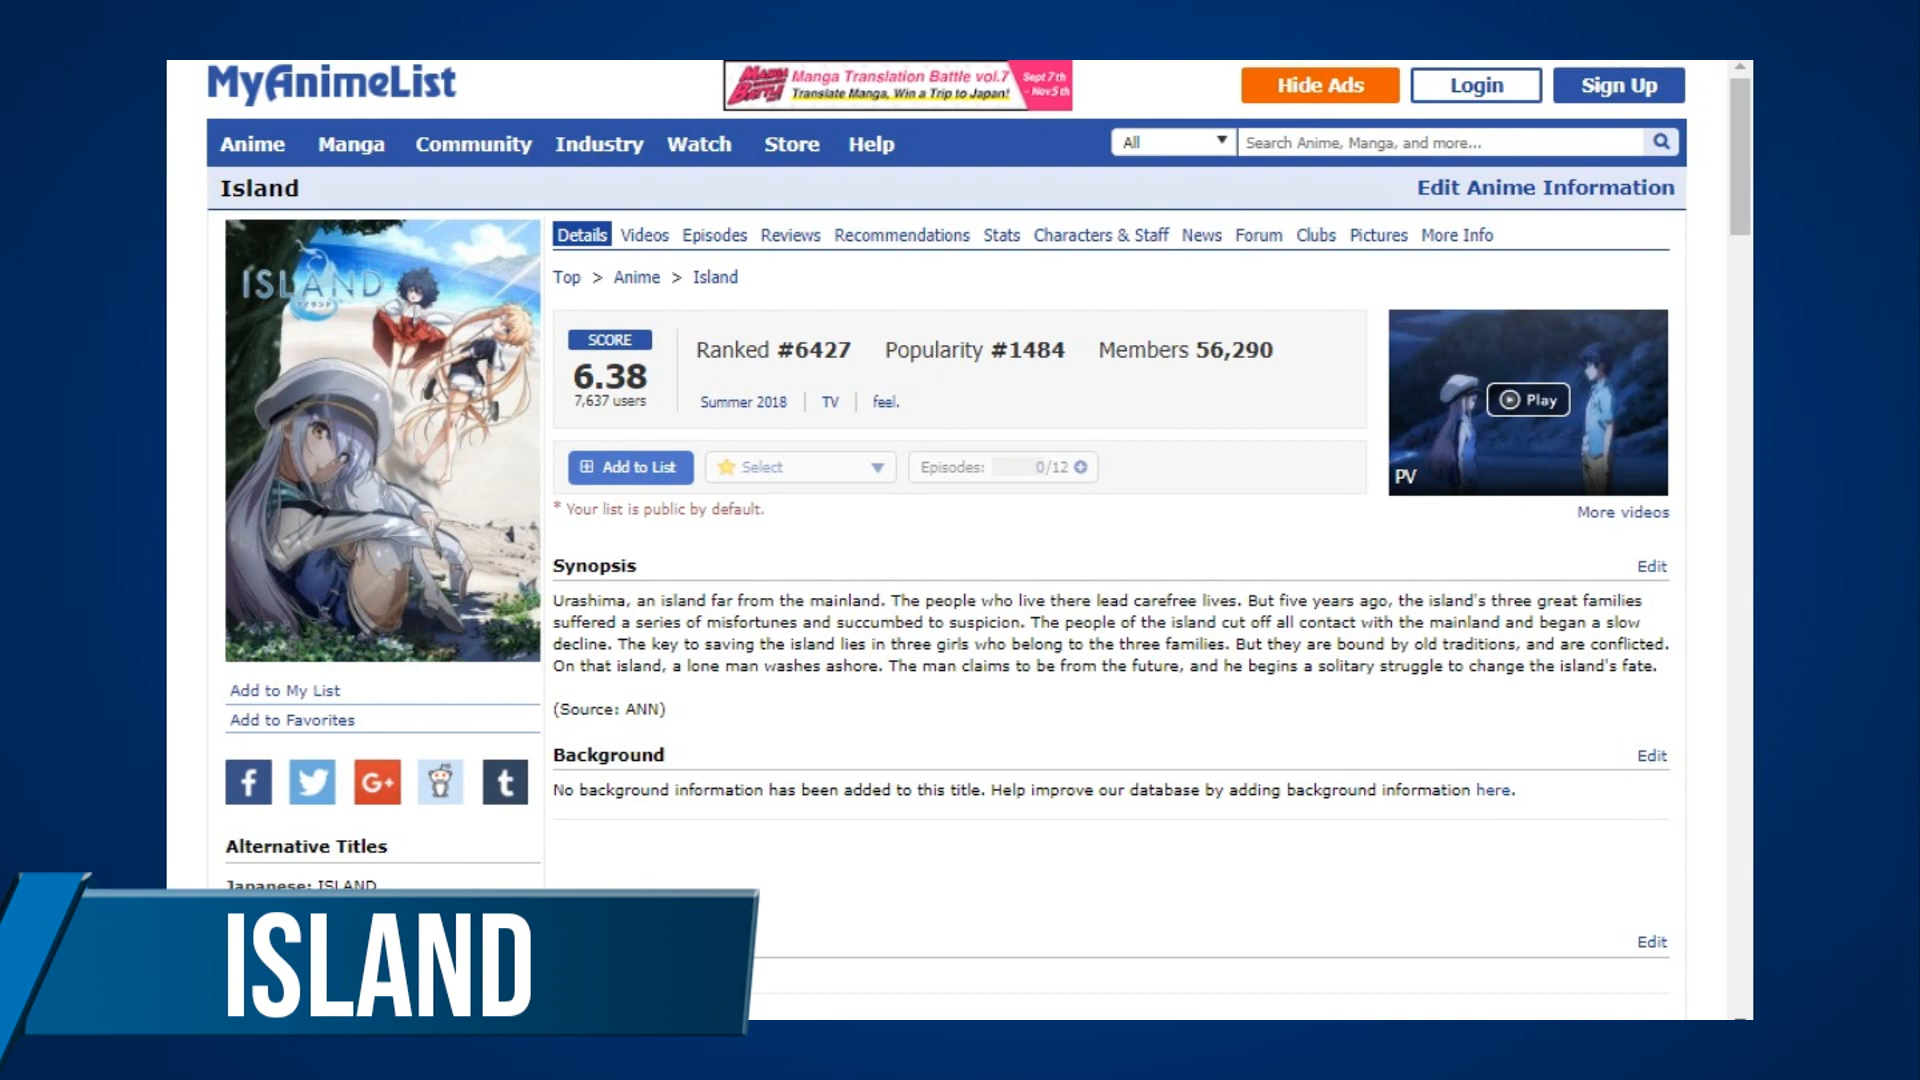 MyAnimeList
Manga Battle Manga Translation Battle vol.7 Sept 7th
Translate Manga, Win a Trip to Japan! - Nov 5th
Hide Ads Login Sign Up
Anime Manga Community Industry Watch Store Help All Search Anime, Manga, and more...
Island Edit Anime Information
ISLAND
アイランド
Details Videos Episodes Reviews Recommendations Stats Characters & Staff News Forum Clubs Pictures More Info
Top > Anime > Island
SCORE
6.38
7,637 users
Ranked #6427 Popularity #1484 Members 56,290
Summer 2018 TV feel.
Play
PV
Add to List Select Episodes: 0/12
* Your list is public by default.
More videos
Synopsis Edit
Urashima, an island far from the mainland. The people who live there lead carefree lives. But five years ago, the island's three great families
suffered a series of misfortunes and succumbed to suspicion. The people of the island cut off all contact with the mainland and began a slow
decline. The key to saving the island lies in three girls who belong to the three families. But they are bound by old traditions, and are conflicted.
On that island, a lone man washes ashore. The man claims to be from the future, and he begins a solitary struggle to change the island's fate.
(Source: ANN)
Background Edit
No background information has been added to this title. Help improve our database by adding background information here.
Add to My List
Add to Favorites
f G+ t
Alternative Titles
Japanese: ISLAND
Edit
ISLAND